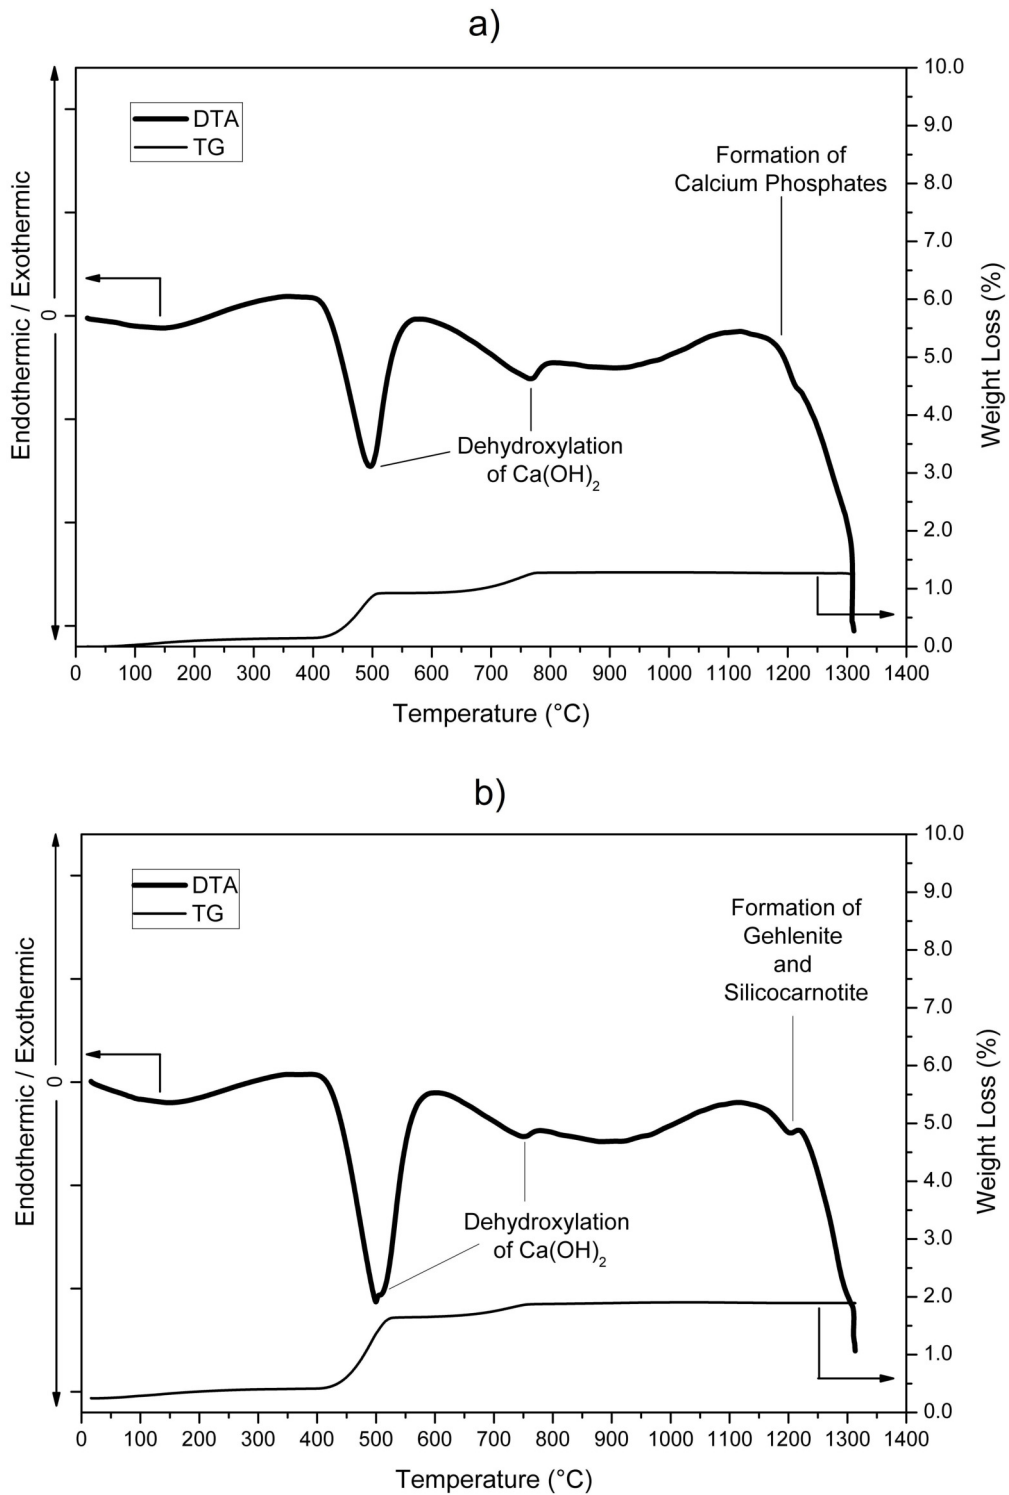 a)
DTA
TG
Formation of
Calcium Phosphates
Dehydroxylation
of Ca(OH)2
Endothermic / Exothermic
0
10.0
9.0
8.0
7.0
6.0
5.0
4.0
3.0
2.0
1.0
0.0
Weight Loss (%)
0 100 200 300 400 500 600 700 800 900 1000 1100 1200 1300 1400
Temperature (°C)
b)
DTA
TG
Formation of
Gehlenite
and
Silicocarnotite
Dehydroxylation
of Ca(OH)2
Endothermic / Exothermic
0
10.0
9.0
8.0
7.0
6.0
5.0
4.0
3.0
2.0
1.0
0.0
Weight Loss (%)
0 100 200 300 400 500 600 700 800 900 1000 1100 1200 1300 1400
Temperature (°C)